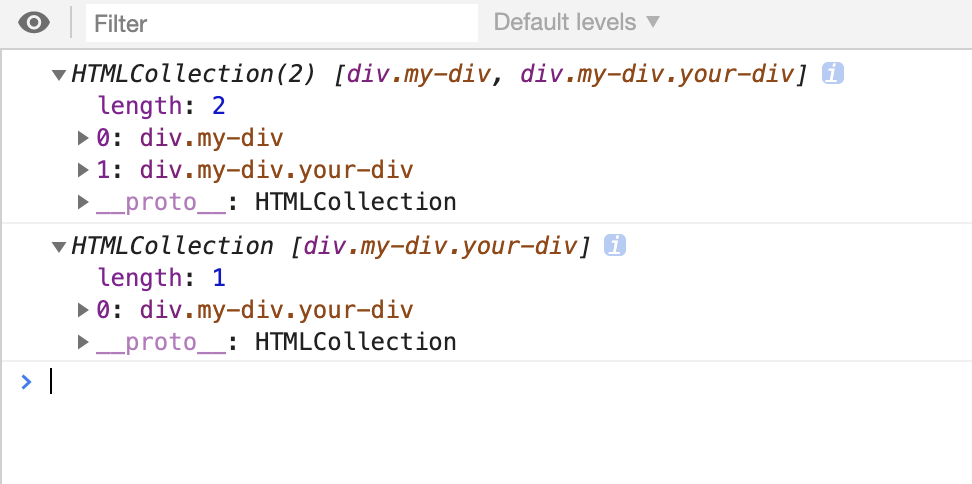 Filter Default levels ▼
▼HTMLCollection(2) [div.my-div, div.my-div.your-div] i
length: 2
▶0: div.my-div
▶1: div.my-div.your-div
▶__proto__: HTMLCollection
▼HTMLCollection [div.my-div.your-div] i
length: 1
▶0: div.my-div.your-div
▶__proto__: HTMLCollection
>